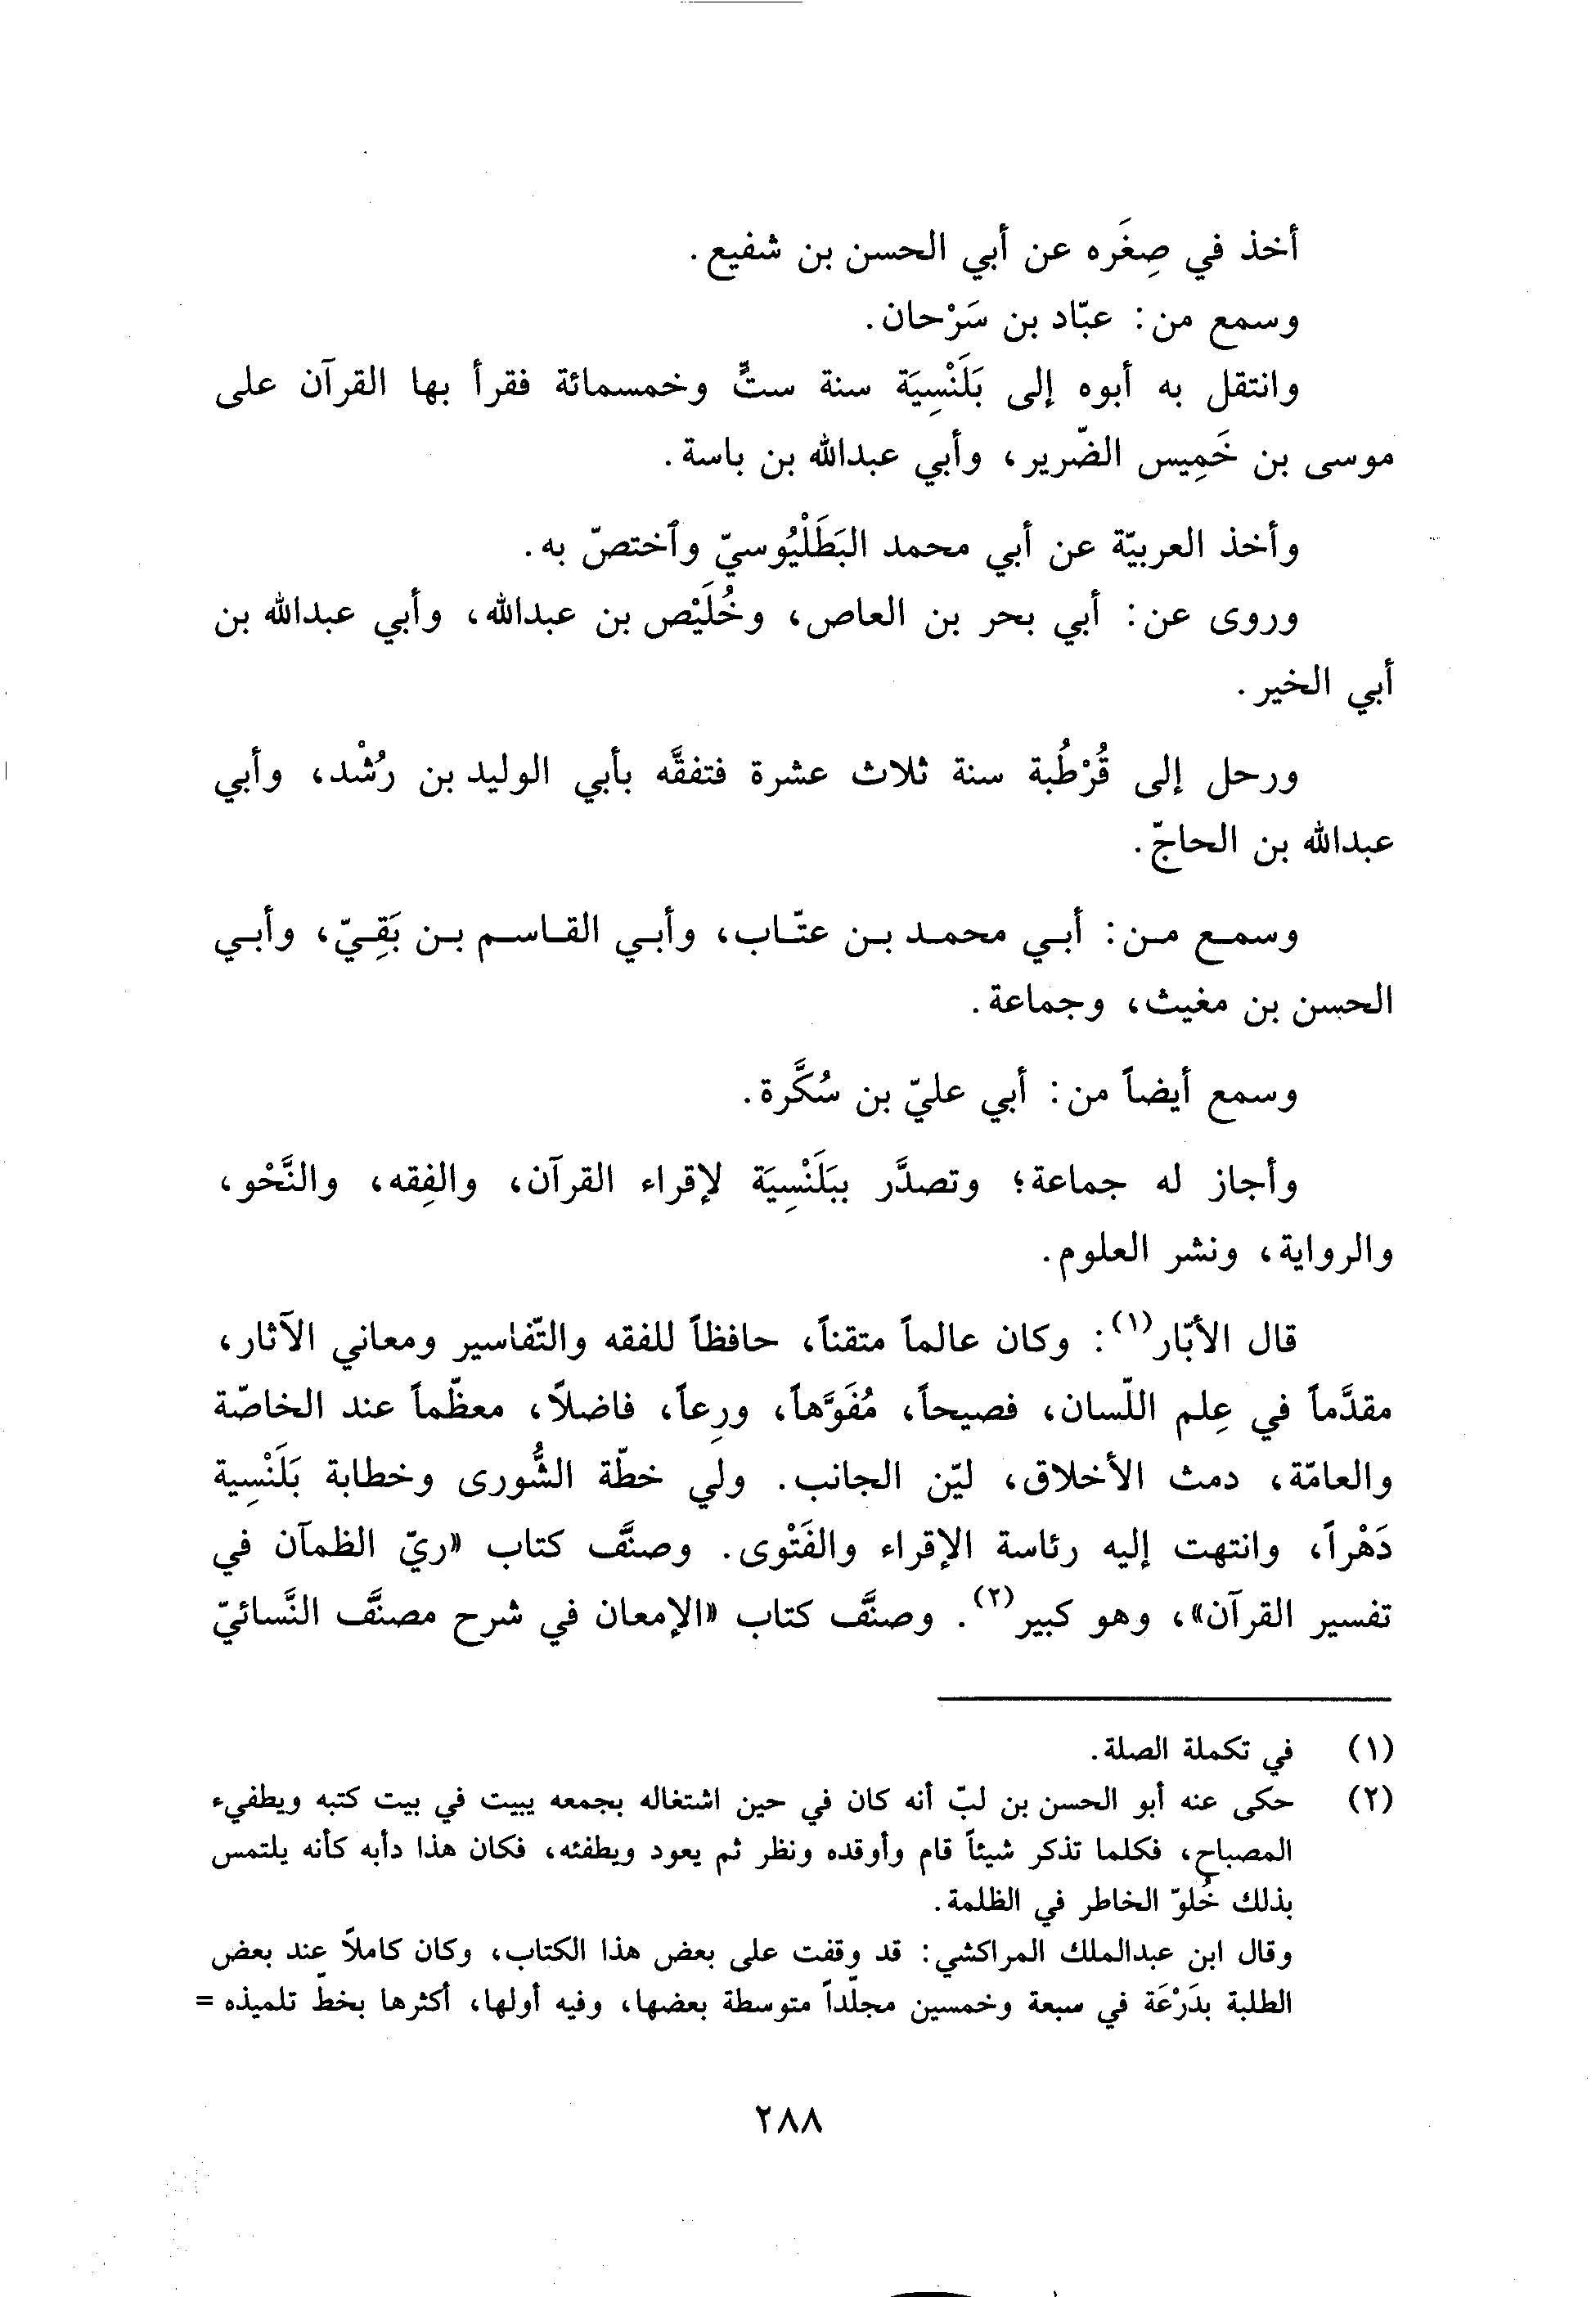 أخذ في صِغَره عن أبي الحسن بن شفيع.
وسمع من: عبّاد بن سَرْحان.
وانتقل به أبوه إلى بَلَنْسِيَة سنة ستٍّ وخمسمائة فقرأ بها القرآن على
موسى بن خَمِيس الضّرير، وأبي عبدالله بن باسة.
وأخذ العربيّة عن أبي محمد البَطَلْيُوسيّ وٱختصّ به.
وروى عن: أبي بحر بن العاص، وخُلَيْص بن عبدالله، وأبي عبدالله بن
أبي الخير.
ورحل إلى قُرْطُبة سنة ثلاث عشرة فتفقَّه بأبي الوليد بن رُشْد، وأبي
عبدالله بن الحاجّ.
وسمع من: أبي محمد بن عتّاب، وأبي القاسم بن بَقِيّ، وأبي
الحسن بن مغيث، وجماعة.
وسمع أيضاً من: أبي عليّ بن سُكَّرة.
وأجاز له جماعة؛ وتصدَّر ببَلَنْسِيَة لإقراء القرآن، والفِقه، والنَّحْو،
والرواية، ونشر العلوم.
قال الأبّار(١): وكان عالماً متقناً، حافظاً للفقه والتّفاسير ومعاني الآثار،
مقدَّماً في عِلم اللّسان، فصيحاً، مُفَوَّهاً، ورِعاً، فاضلاً، معظّماً عند الخاصّة
والعامّة، دمث الأخلاق، ليّن الجانب. ولي خطّة الشُّورى وخطابة بَلَنْسِية
دَهْراً، وانتهت إليه رئاسة الإقراء والفَتْوى. وصنَّف كتاب «ريّ الظمآن في
تفسير القرآن»، وهو كبير(٢). وصنَّف كتاب «الإمعان في شرح مصنَّف النَّسائيّ
(١) في تكملة الصلة.
(٢) حكى عنه أبو الحسن بن لبّ أنه كان في حين اشتغاله بجمعه يبيت في بيت كتبه ويطفيء
المصباح، فكلما تذكر شيئاً قام وأوقده ونظر ثم يعود ويطفئه، فكان هذا دأبه كأنه يلتمس
بذلك خُلوّ الخاطر في الظلمة.
وقال ابن عبدالملك المراكشي: قد وقفت على بعض هذا الكتاب، وكان كاملاً عند بعض
الطلبة بدَرْعَة في سبعة وخمسين مجلّداً متوسطة بعضها، وفيه أولها، أكثرها بخطّ تلميذه =
٢٨٨